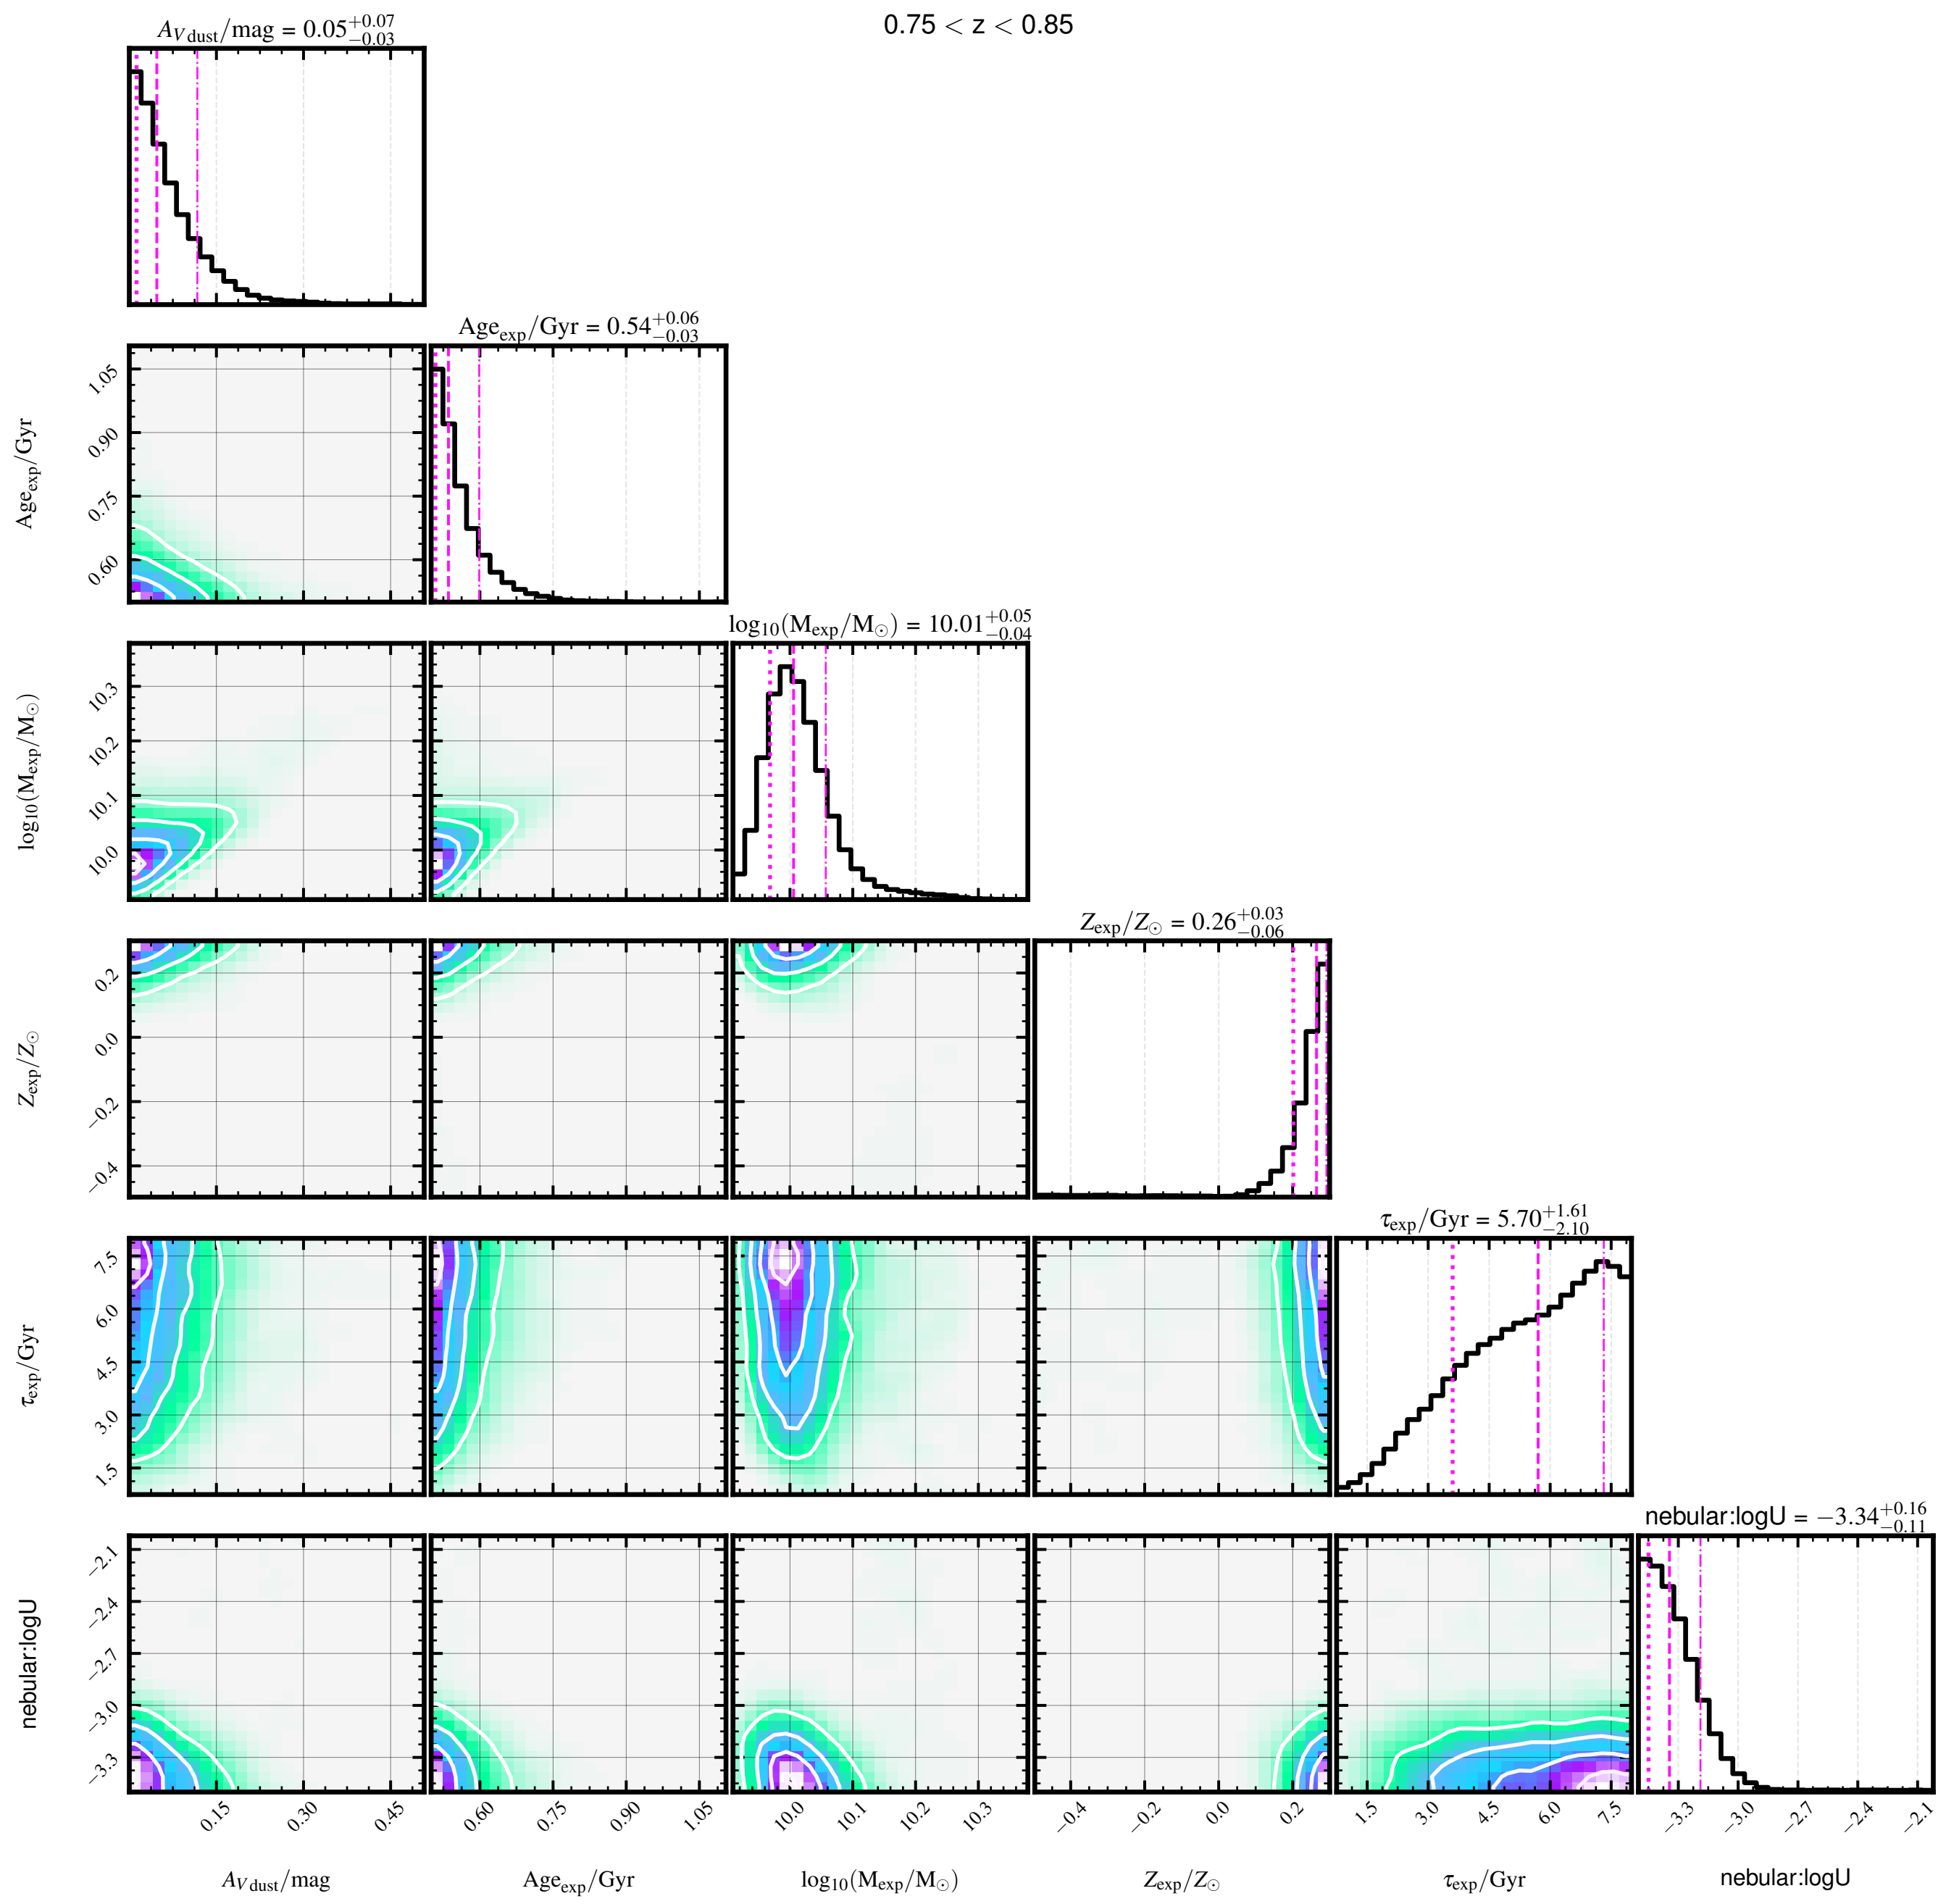 0.75 < z < 0.85
A_V dust/mag = 0.05^{+0.07}_{−0.03}
Age_exp/Gyr = 0.54^{+0.06}_{−0.03}
1.05
0.90
0.75
0.60
Age_exp/Gyr
log₁₀(M_exp/M_⊙) = 10.01^{+0.05}_{−0.04}
10.3
10.2
10.1
10.0
log₁₀(M_exp/M_⊙)
Z_exp/Z_⊙ = 0.26^{+0.03}_{−0.06}
0.2
0.0
−0.2
−0.4
Z_exp/Z_⊙
τ_exp/Gyr = 5.70^{+1.61}_{−2.10}
7.5
6.0
4.5
3.0
1.5
τ_exp/Gyr
nebular:logU = −3.34^{+0.16}_{−0.11}
−2.1
−2.4
−2.7
−3.0
−3.3
nebular:logU
0.15 0.30 0.45 0.60 0.75 0.90 1.05 10.0 10.1 10.2 10.3 −0.4 −0.2 0.0 0.2 1.5 3.0 4.5 6.0 7.5 −3.3 −3.0 −2.7 −2.4 −2.1
A_V dust/mag Age_exp/Gyr log₁₀(M_exp/M_⊙) Z_exp/Z_⊙ τ_exp/Gyr nebular:logU